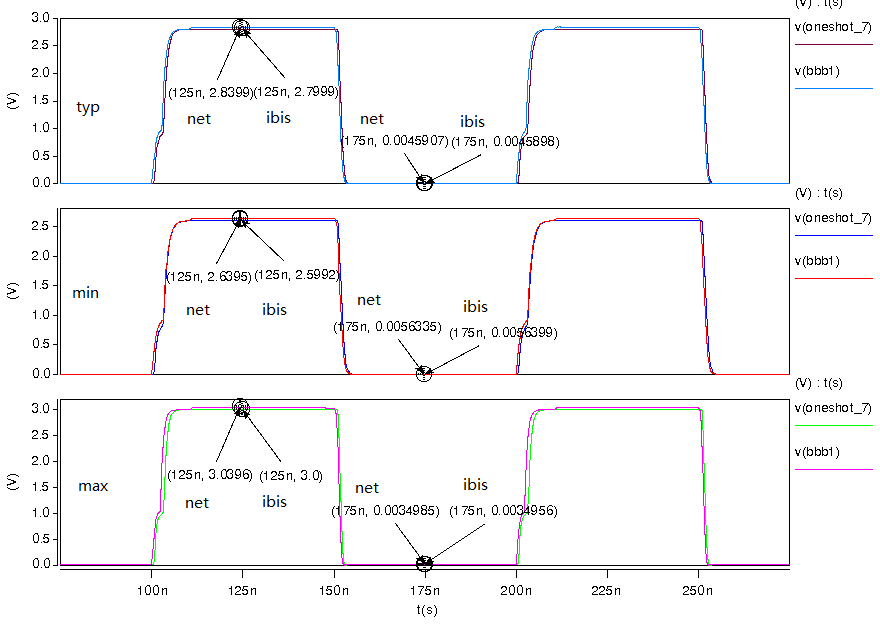 (V) : t(s)
v(oneshot_7)
v(bbb1)
(V)
3.0
2.5
2.0
1.5
1.0
0.5
0.0
typ
(125n, 2.8399)
(125n, 2.7999)
net
ibis
net
ibis
(175n, 0.0045907)
(175n, 0.0045898)
(V) : t(s)
v(oneshot_7)
v(bbb1)
(V)
2.5
2.0
1.5
1.0
0.5
0.0
min
(125n, 2.6395)
(125n, 2.5992)
net
ibis
net
ibis
(175n, 0.0056335)
(175n, 0.0056399)
(V) : t(s)
v(oneshot_7)
v(bbb1)
(V)
3.0
2.5
2.0
1.5
1.0
0.5
0.0
max
(125n, 3.0396)
(125n, 3.0)
net
ibis
net
ibis
(175n, 0.0034985)
(175n, 0.0034956)
100n
125n
150n
175n
200n
225n
250n
t(s)